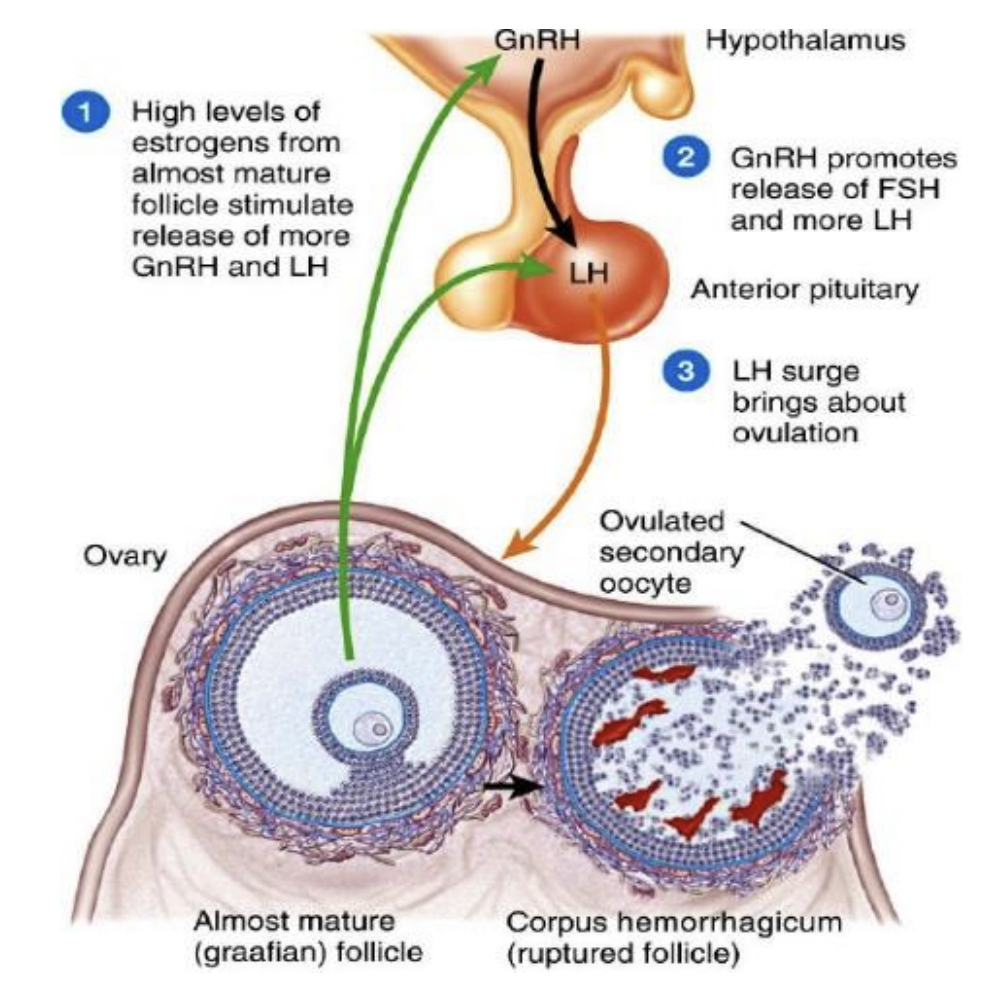 GnRH
Hypothalamus
1
High levels of
estrogens from
almost mature
follicle stimulate
release of more
GnRH and LH
2
GnRH promotes
release of FSH
and more LH
LH
Anterior pituitary
3
LH surge
brings about
ovulation
Ovary
Ovulated
secondary
oocyte
Almost mature
(graafian) follicle
Corpus hemorrhagicum
(ruptured follicle)